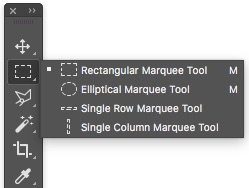 Rectangular Marquee Tool M
Elliptical Marquee Tool M
Single Row Marquee Tool
Single Column Marquee Tool